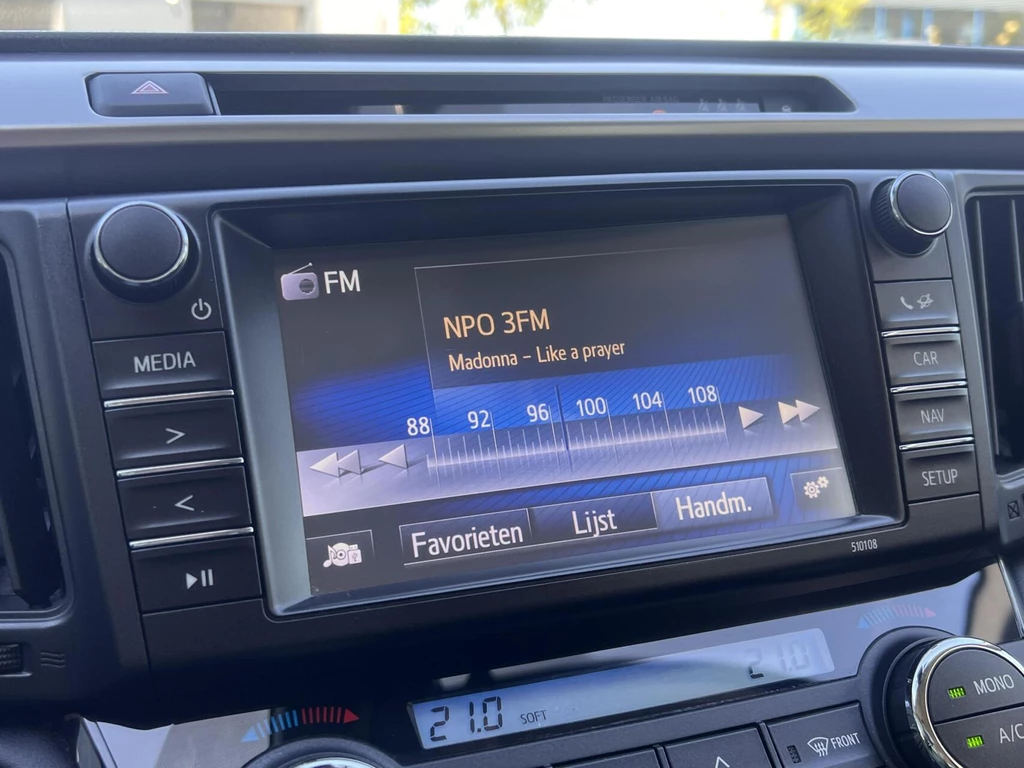 FM
NPO 3FM
Madonna - Like a prayer
88 92 96 100 104 108
Favorieten Lijst Handm.
MEDIA
>
<
CAR
NAV
SETUP
510108
21.0 SOFT 21.0
FRONT
MONO
A/C